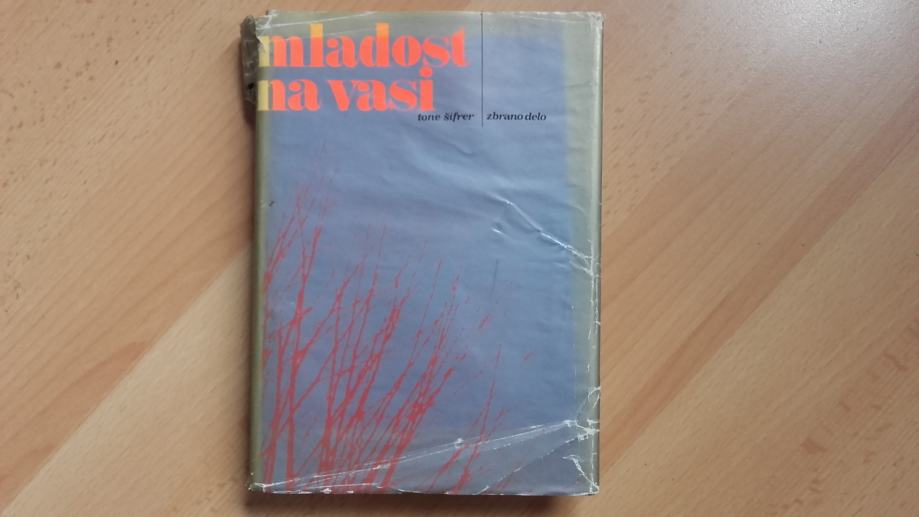 mladost
na vasi
tone šifrer zbrano delo